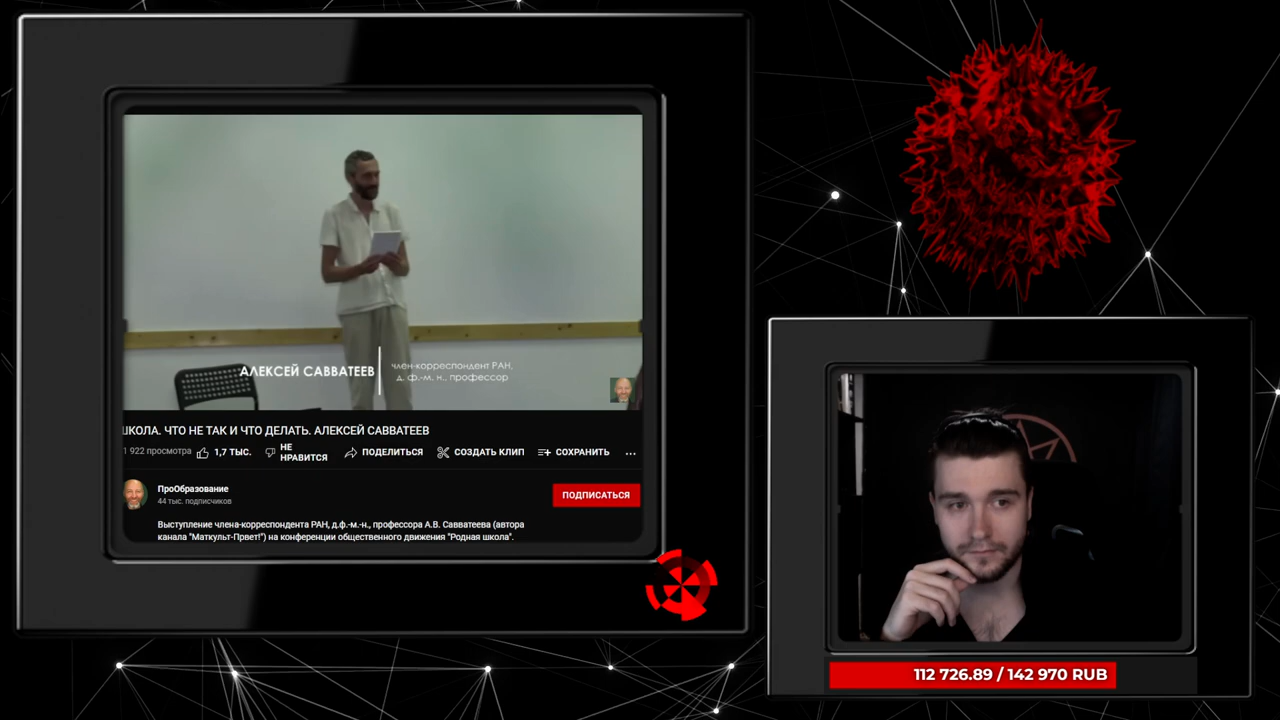 АЛЕКСЕЙ САВВАТЕЕВ
член-корреспондент РАН,
д. ф.-м. н., профессор
ШКОЛА. ЧТО НЕ ТАК И ЧТО ДЕЛАТЬ. АЛЕКСЕЙ САВВАТЕЕВ
1 922 просмотра
1,7 ТЫС.
НЕ
НРАВИТСЯ
ПОДЕЛИТЬСЯ
СОЗДАТЬ КЛИП
СОХРАНИТЬ
ПроОбразование
44 тыс. подписчиков
ПОДПИСАТЬСЯ
Выступление члена-корреспондента РАН, д.ф.-м.-н., профессора А.В. Савватеева (автора
канала "Маткульт-Првет!") на конференции общественного движения "Родная школа".
112 726.89 / 142 970 RUB